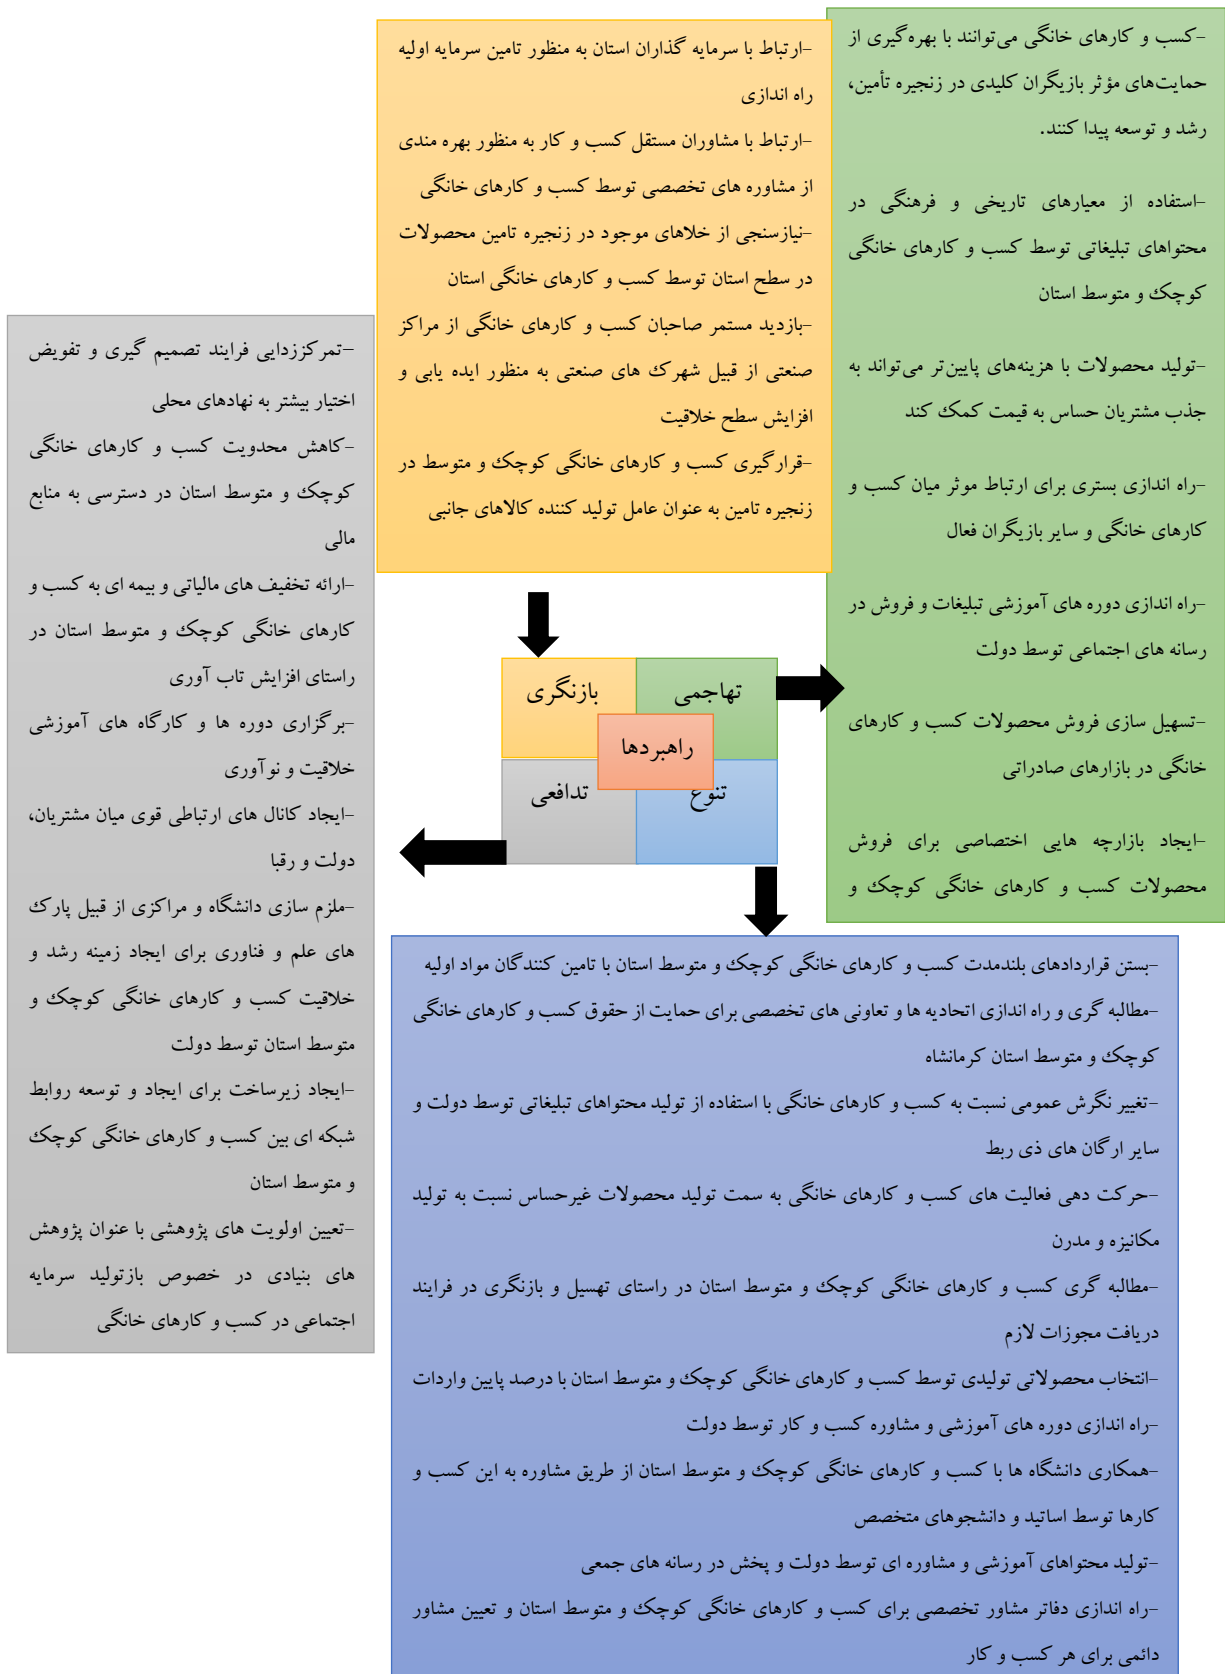 -کسب و کارهای خانگی می‌توانند با بهره‌گیری از
حمایت‌های مؤثر بازیگران کلیدی در زنجیره تأمین،
رشد و توسعه پیدا کنند.
-استفاده از معیارهای تاریخی و فرهنگی در
محتواهای تبلیغاتی توسط کسب و کارهای خانگی
کوچک و متوسط استان
-تولید محصولات با هزینه‌های پایین‌تر می‌تواند به
جذب مشتریان حساس به قیمت کمک کند
-راه اندازی بستری برای ارتباط موثر میان کسب و
کارهای خانگی و سایر بازیگران فعال
-راه اندازی دوره های آموزشی تبلیغات و فروش در
رسانه های اجتماعی توسط دولت
-تسهیل سازی فروش محصولات کسب و کارهای
خانگی در بازارهای صادراتی
-ایجاد بازارچه هایی اختصاصی برای فروش
محصولات کسب و کارهای خانگی کوچک و
-ارتباط با سرمایه گذاران استان به منظور تامین سرمایه اولیه
راه اندازی
-ارتباط با مشاوران مستقل کسب و کار به منظور بهره مندی
از مشاوره های تخصصی توسط کسب و کارهای خانگی
-نیازسنجی از خلاهای موجود در زنجیره تامین محصولات
در سطح استان توسط کسب و کارهای خانگی استان
-بازدید مستمر صاحبان کسب و کارهای خانگی از مراکز
صنعتی از قبیل شهرک های صنعتی به منظور ایده یابی و
افزایش سطح خلاقیت
-قرارگیری کسب و کارهای خانگی کوچک و متوسط در
زنجیره تامین به عنوان عامل تولید کننده کالاهای جانبی
تهاجمی
بازنگری
راهبردها
تنوع
تدافعی
-تمرکززدایی فرایند تصمیم گیری و تفویض
اختیار بیشتر به نهادهای محلی
-کاهش محدویت کسب و کارهای خانگی
کوچک و متوسط استان در دسترسی به منابع
مالی
-ارائه تخفیف های مالیاتی و بیمه ای به کسب و
کارهای خانگی کوچک و متوسط استان در
راستای افزایش تاب آوری
-برگزاری دوره ها و کارگاه های آموزشی
خلاقیت و نوآوری
-ایجاد کانال های ارتباطی قوی میان مشتریان،
دولت و رقبا
-ملزم سازی دانشگاه و مراکزی از قبیل پارک
های علم و فناوری برای ایجاد زمینه رشد و
خلاقیت کسب و کارهای خانگی کوچک و
متوسط استان توسط دولت
-ایجاد زیرساخت برای ایجاد و توسعه روابط
شبکه ای بین کسب و کارهای خانگی کوچک
و متوسط استان
-تعیین اولویت های پژوهشی با عنوان پژوهش
های بنیادی در خصوص بازتولید سرمایه
اجتماعی در کسب و کارهای خانگی
-بستن قراردادهای بلندمدت کسب و کارهای خانگی کوچک و متوسط استان با تامین کنندگان مواد اولیه
-مطالبه گری و راه اندازی اتحادیه ها و تعاونی های تخصصی برای حمایت از حقوق کسب و کارهای خانگی
کوچک و متوسط استان کرمانشاه
-تغییر نگرش عمومی نسبت به کسب و کارهای خانگی با استفاده از تولید محتواهای تبلیغاتی توسط دولت و
سایر ارگان های ذی ربط
-حرکت دهی فعالیت های کسب و کارهای خانگی به سمت تولید محصولات غیرحساس نسبت به تولید
مکانیزه و مدرن
-مطالبه گری کسب و کارهای خانگی کوچک و متوسط استان در راستای تهسیل و بازنگری در فرایند
دریافت مجوزات لازم
-انتخاب محصولاتی تولیدی توسط کسب و کارهای خانگی کوچک و متوسط استان با درصد پایین واردات
-راه اندازی دوره های آموزشی و مشاوره کسب و کار توسط دولت
-همکاری دانشگاه ها با کسب و کارهای خانگی کوچک و متوسط استان از طریق مشاوره به این کسب و
کارها توسط اساتید و دانشجوهای متخصص
-تولید محتواهای آموزشی و مشاوره ای توسط دولت و پخش در رسانه های جمعی
-راه اندازی دفاتر مشاور تخصصی برای کسب و کارهای خانگی کوچک و متوسط استان و تعیین مشاور
دائمی برای هر کسب و کار